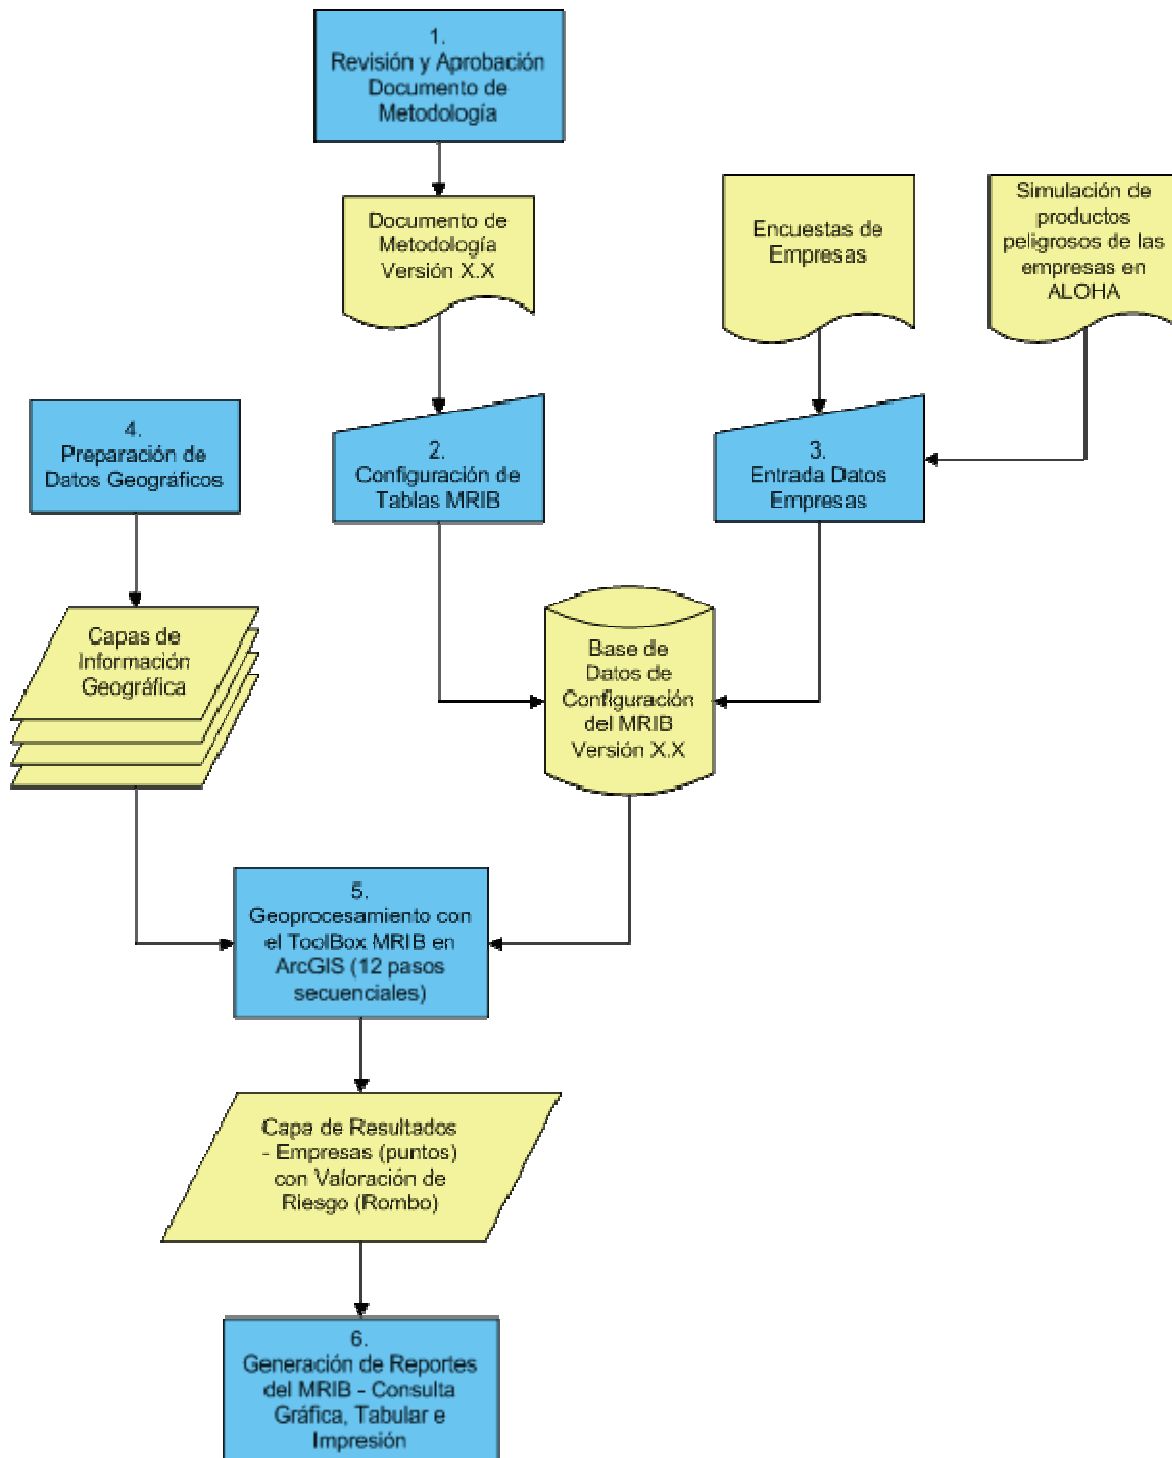 1.
Revisión y Aprobación
Documento de
Metodología
Documento de
Metodología
Versión X.X
Encuestas de
Empresas
Simulación de
productos
peligrosos de las
empresas en
ALOHA
4.
Preparación de
Datos Geográficos
2.
Configuración de
Tablas MRIB
3.
Entrada Datos
Empresas
Capas de
Información
Geográfica
Base de
Datos de
Configuración
del MRIB
Versión X.X
5.
Geoprocesamiento con
el ToolBox MRIB en
ArcGIS (12 pasos
secuenciales)
Capa de Resultados
- Empresas (puntos)
con Valoración de
Riesgo (Rombo)
6.
Generación de Reportes
del MRIB - Consulta
Gráfica, Tabular e
Impresión